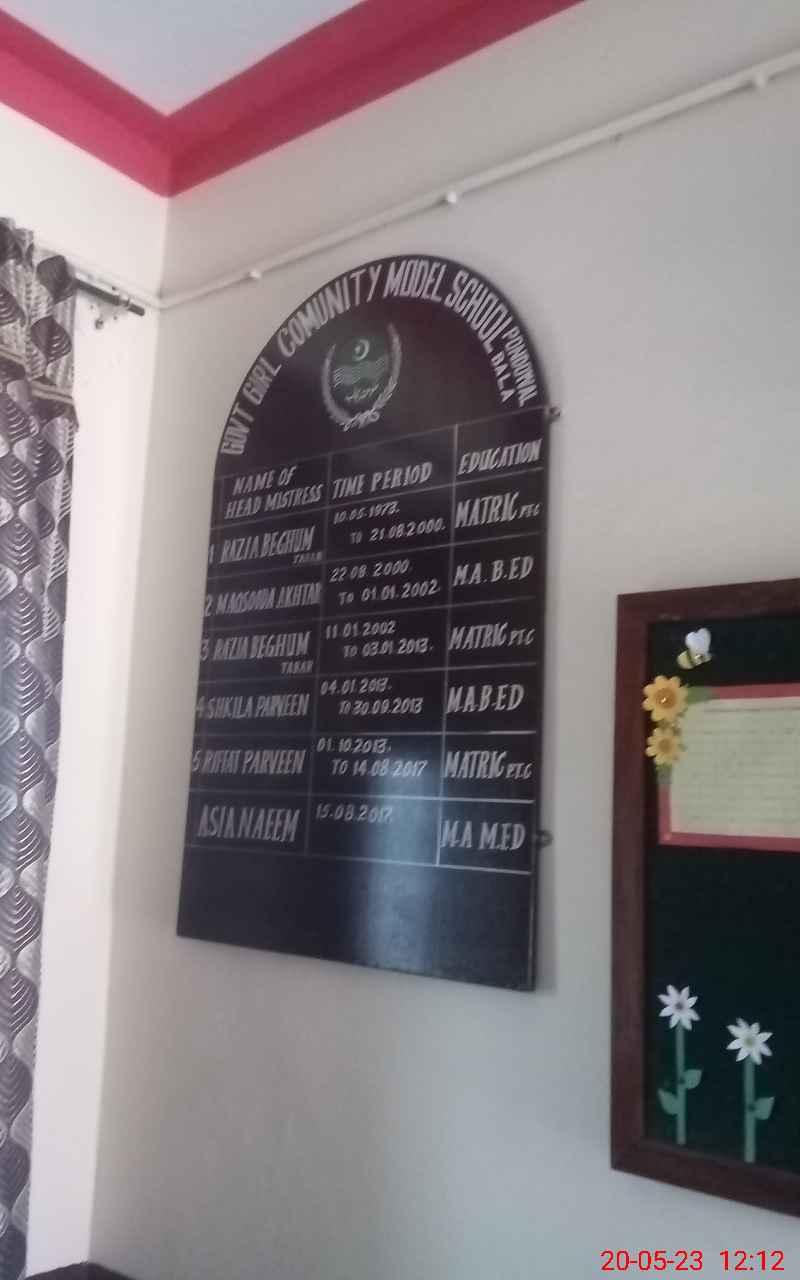 GOVT GIRL COMUNITY MODEL SCHOOL PONDOWAL BALA
NAME OF HEAD MISTRESS TIME PERIOD EDUCATION
1 RAZIA BEGHUM TABAR 10.05.1973. TO 21.08.2000. MATRIC PTC
2 MAQSOODA AKHTAR 22.08.2000. TO 01.01.2002. M.A. B.ED
3 RAZIA BEGHUM TABAR 11.01.2002 TO 03.01.2013. MATRIC P.T.C
4 SHKILA PARVEEN 04.01.2013. TO 30.09.2013 M.A.B.ED
5 RIFFAT PARVEEN 01.10.2013. TO 14.08.2017 MATRIC P.T.C
ASIA NAEEM 15.08.2017. M.A M.ED
20-05-23 12:12